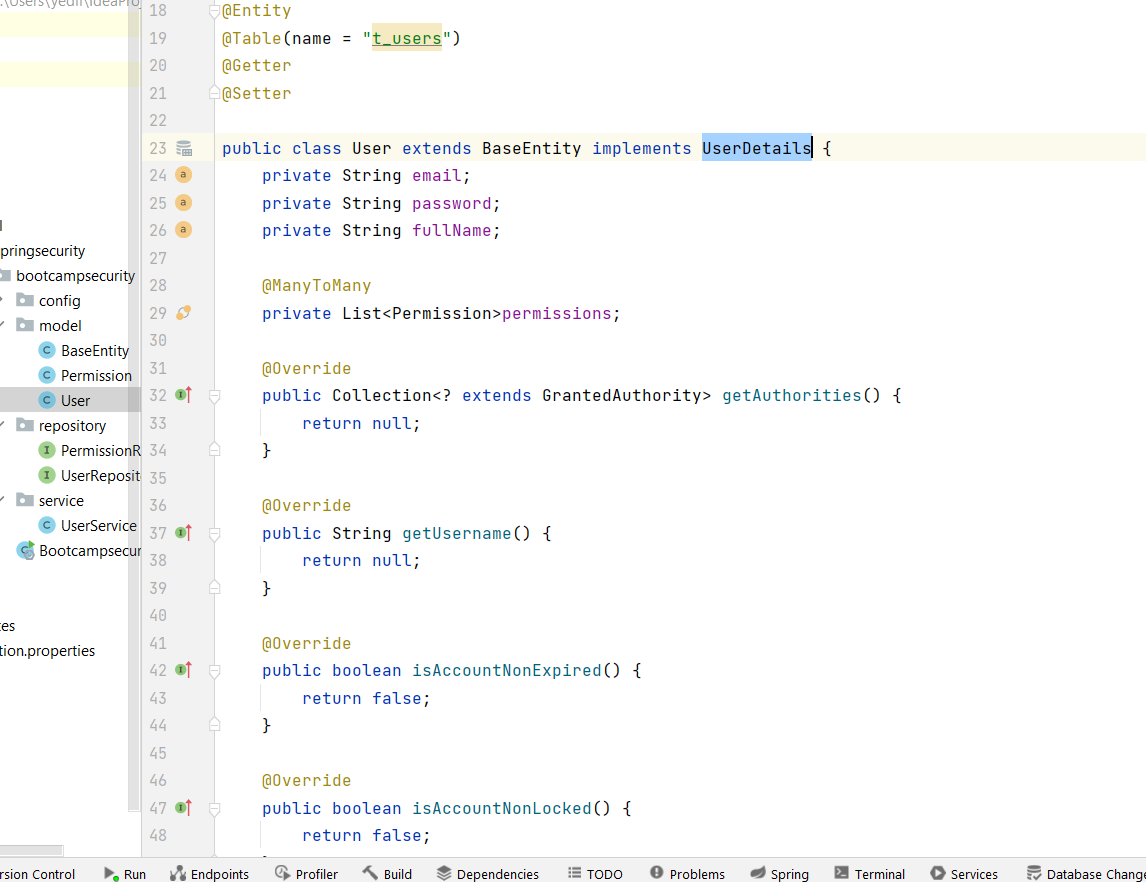 18 @Entity
19 @Table(name = "t_users")
20 @Getter
21 @Setter
22
23 public class User extends BaseEntity implements UserDetails {
24 private String email;
25 private String password;
26 private String fullName;
27
28 @ManyToMany
29 private List<Permission>permissions;
30
31 @Override
32 public Collection<? extends GrantedAuthority> getAuthorities() {
33 return null;
34 }
35
36 @Override
37 public String getUsername() {
38 return null;
39 }
40
41 @Override
42 public boolean isAccountNonExpired() {
43 return false;
44 }
45
46 @Override
47 public boolean isAccountNonLocked() {
48 return false;
pringsecurity
bootcampsecurity
config
model
BaseEntity
Permission
User
repository
PermissionR
UserReposit
service
UserService
Bootcampsecur
tion.properties
rsion Control Run Endpoints Profiler Build Dependencies TODO Problems Spring Terminal Services Database Change